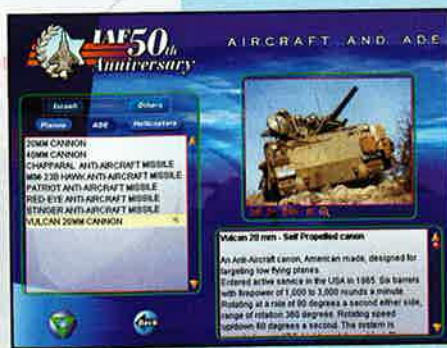 IAF 50th
Anniversary
AIRCRAFT AND ADE
Israeli
Others
Planes
ADE
Helicopters
20MM CANNON
40MM CANNON
CHAPPARAL ANTI-AIRCRAFT MISSILE
MIM-23B HAWK ANTI-AIRCRAFT MISSILE
PATRIOT ANTI-AIRCRAFT MISSILE
RED-EYE ANTI-AIRCRAFT MISSILE
STINGER ANTI-AIRCRAFT MISSILE
VULCAN 20MM CANNON
Vulcan 20 mm - Self Propelled canon
An Anti-Aircraft canon, American made, designed for
targeting low flying planes.
Entered active service in the USA in 1965. Six barrels
with firepower of 1,000 to 3,000 rounds a minute.
Rotating at a rate of 90 degrees a second either side,
range of rotation 360 degrees. Rotating speed
up/down 60 degrees a second. The system is
Back